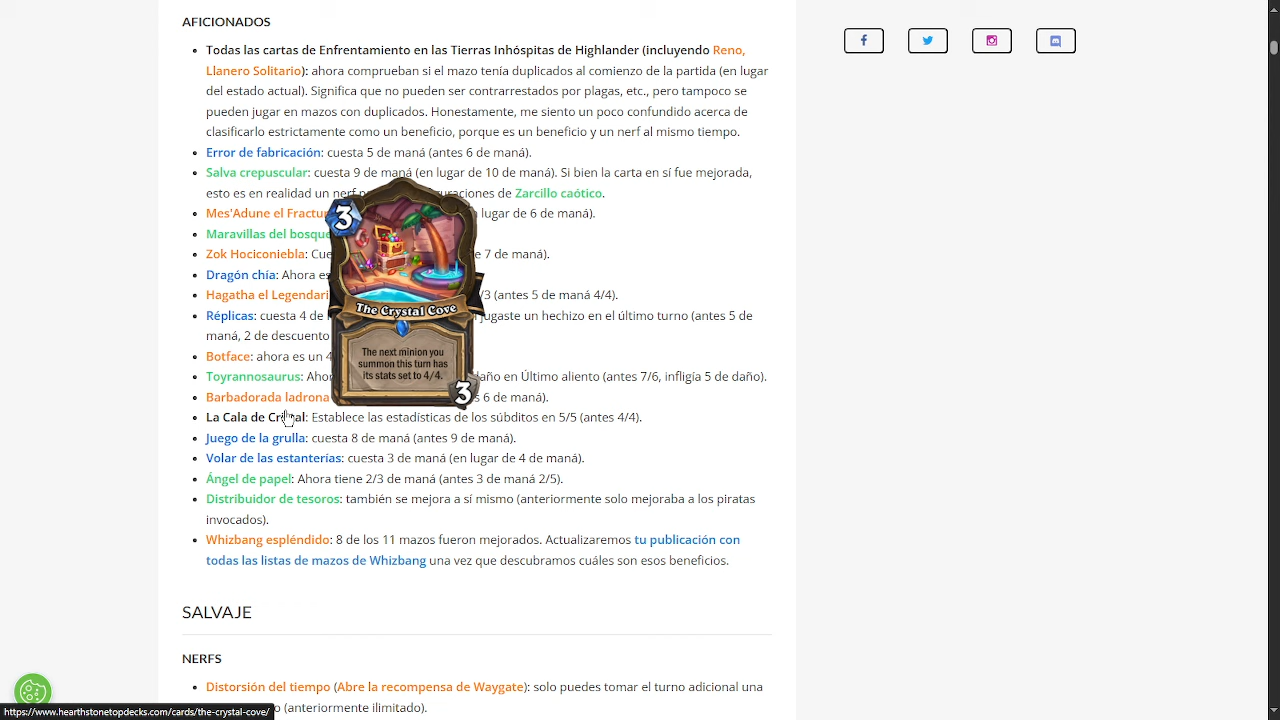 AFICIONADOS
Todas las cartas de Enfrentamiento en las Tierras Inhóspitas de Highlander (incluyendo Reno,
Llanero Solitario): ahora comprueban si el mazo tenía duplicados al comienzo de la partida (en lugar
del estado actual). Significa que no pueden ser contrarrestados por plagas, etc., pero tampoco se
pueden jugar en mazos con duplicados. Honestamente, me siento un poco confundido acerca de
clasificarlo estrictamente como un beneficio, porque es un beneficio y un nerf al mismo tiempo.
Error de fabricación: cuesta 5 de maná (antes 6 de maná).
Salva crepuscular: cuesta 9 de maná (en lugar de 10 de maná). Si bien la carta en sí fue mejorada,
esto es en realidad un nerf de Zarcillo caótico.
Mes'Adune el lugar de 6 de maná).
Maravillas del bosque
Zok Hociconiebla: 7 de maná).
Dragón chía: Ahora
Hagatha el /3 (antes 5 de maná 4/4).
Réplicas: cuesta 4 de jugaste un hechizo en el último turno (antes 5 de
maná, 2 de descuento
Botface: ahora es un 4
Toyrannosaurus: daño en Último aliento (antes 7/6, infligía 5 de daño).
Barbadorada ladrona 6 de maná).
La Cala de Cristal: Establece las estadísticas de los súbditos en 5/5 (antes 4/4).
Juego de la grulla: cuesta 8 de maná (antes 9 de maná).
Volar de las estanterías: cuesta 3 de maná (en lugar de 4 de maná).
Ángel de papel: Ahora tiene 2/3 de maná (antes 3 de maná 2/5).
Distribuidor de tesoros: también se mejora a sí mismo (anteriormente solo mejoraba a los piratas
invocados).
Whizbang espléndido: 8 de los 11 mazos fueron mejorados. Actualizaremos tu publicación con
todas las listas de mazos de Whizbang una vez que descubramos cuáles son esos beneficios.
3
The Crystal Cove
The next minion you
summon this turn has
its stats set to 4/4.
3
SALVAJE
NERFS
Distorsión del tiempo (Abre la recompensa de Waygate): solo puedes tomar el turno adicional una
(anteriormente ilimitado).
https://www.hearthstonetopdecks.com/cards/the-crystal-cove/